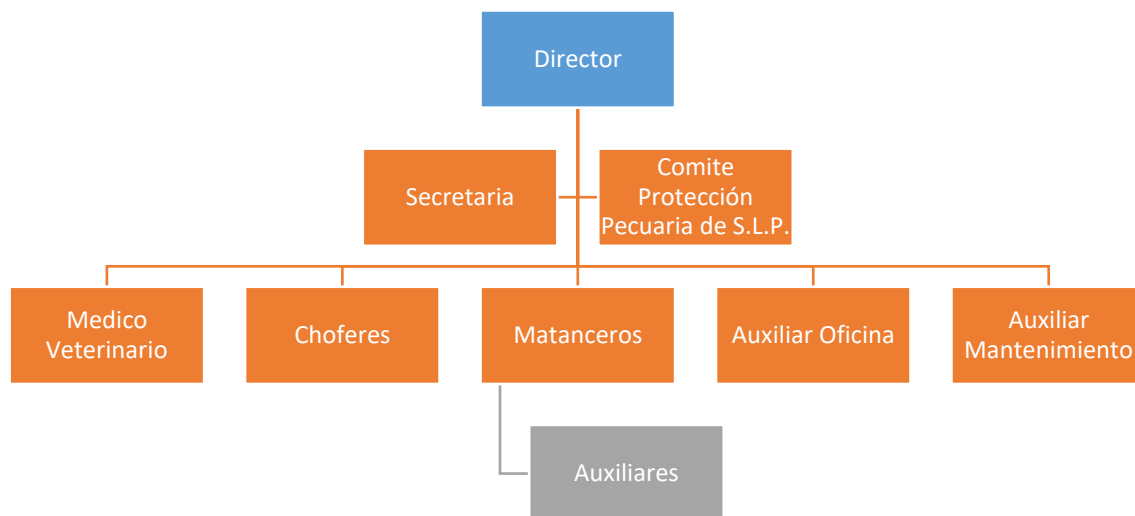 Director
Secretaria
Comite
Protección
Pecuaria de S.L.P.
Medico
Veterinario
Choferes
Matanceros
Auxiliar Oficina
Auxiliar
Mantenimiento
Auxiliares